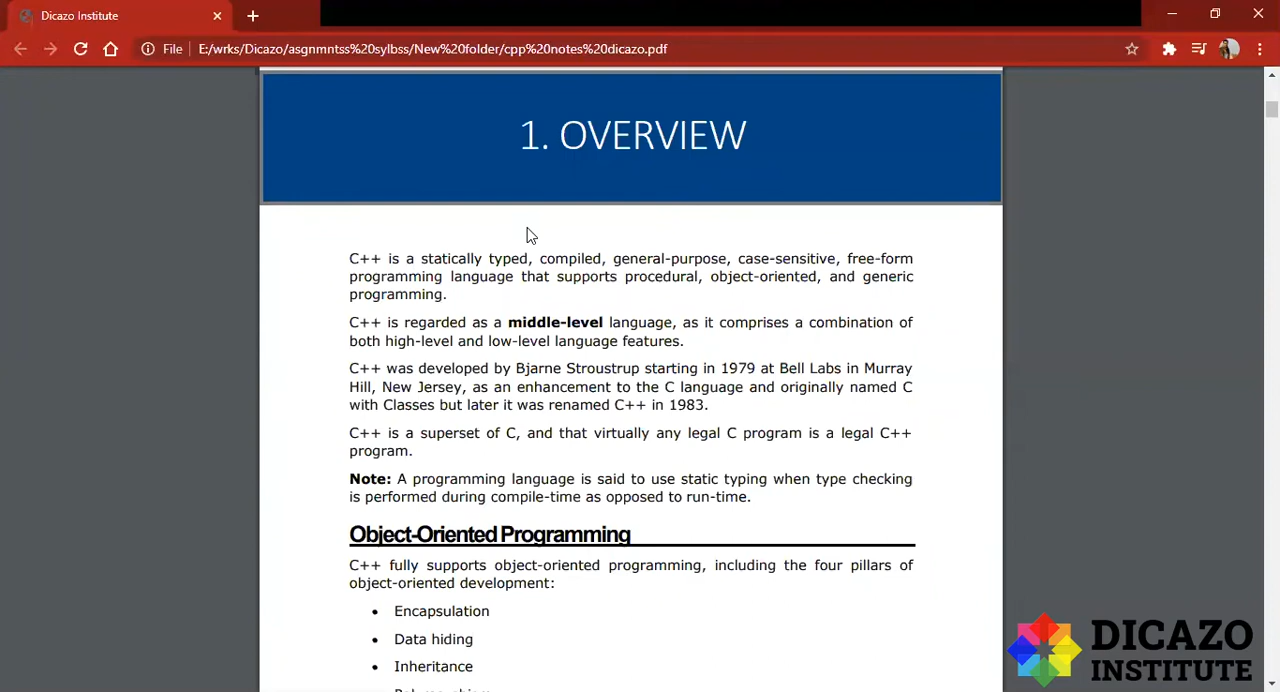 Dicazo Institute
File E:/wrks/Dicazo/asgnmntss%20sylbss/New%20folder/cpp%20notes%20dicazo.pdf
1. OVERVIEW
C++ is a statically typed, compiled, general-purpose, case-sensitive, free-form
programming language that supports procedural, object-oriented, and generic
programming.
C++ is regarded as a middle-level language, as it comprises a combination of
both high-level and low-level language features.
C++ was developed by Bjarne Stroustrup starting in 1979 at Bell Labs in Murray
Hill, New Jersey, as an enhancement to the C language and originally named C
with Classes but later it was renamed C++ in 1983.
C++ is a superset of C, and that virtually any legal C program is a legal C++
program.
Note: A programming language is said to use static typing when type checking
is performed during compile-time as opposed to run-time.
Object-Oriented Programming
C++ fully supports object-oriented programming, including the four pillars of
object-oriented development:
• Encapsulation
• Data hiding
• Inheritance
DICAZO
INSTITUTE